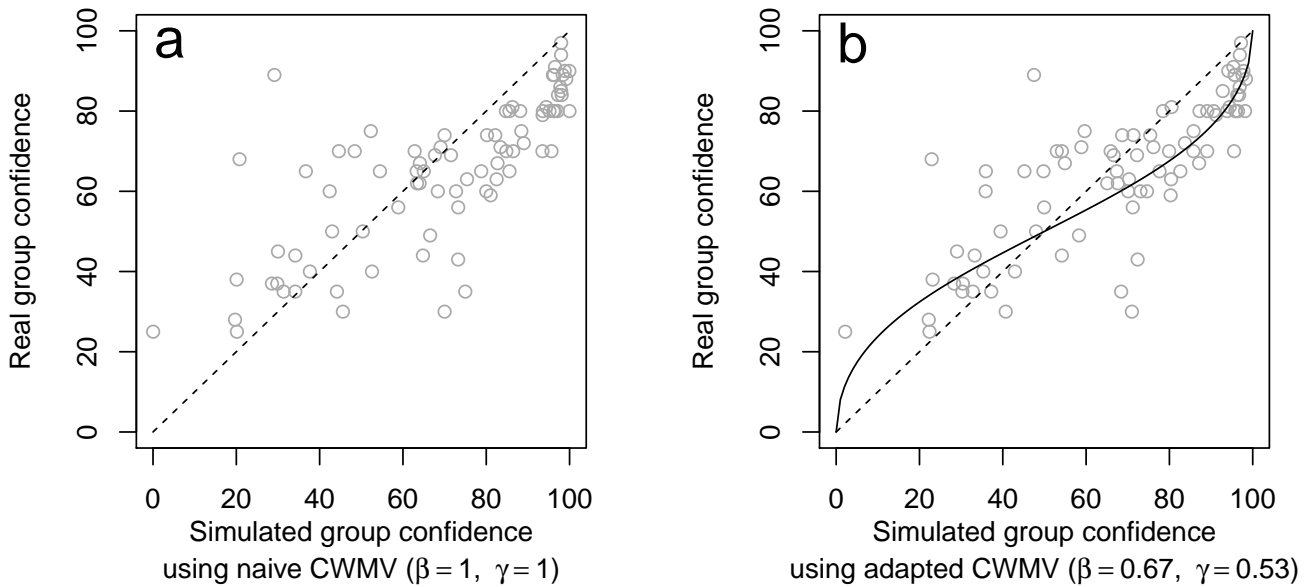 a
Real group confidence
100
80
60
40
20
0
0 20 40 60 80 100
Simulated group confidence
using naive CWMV (β = 1, γ = 1)
b
Real group confidence
100
80
60
40
20
0
0 20 40 60 80 100
Simulated group confidence
using adapted CWMV (β = 0.67, γ = 0.53)